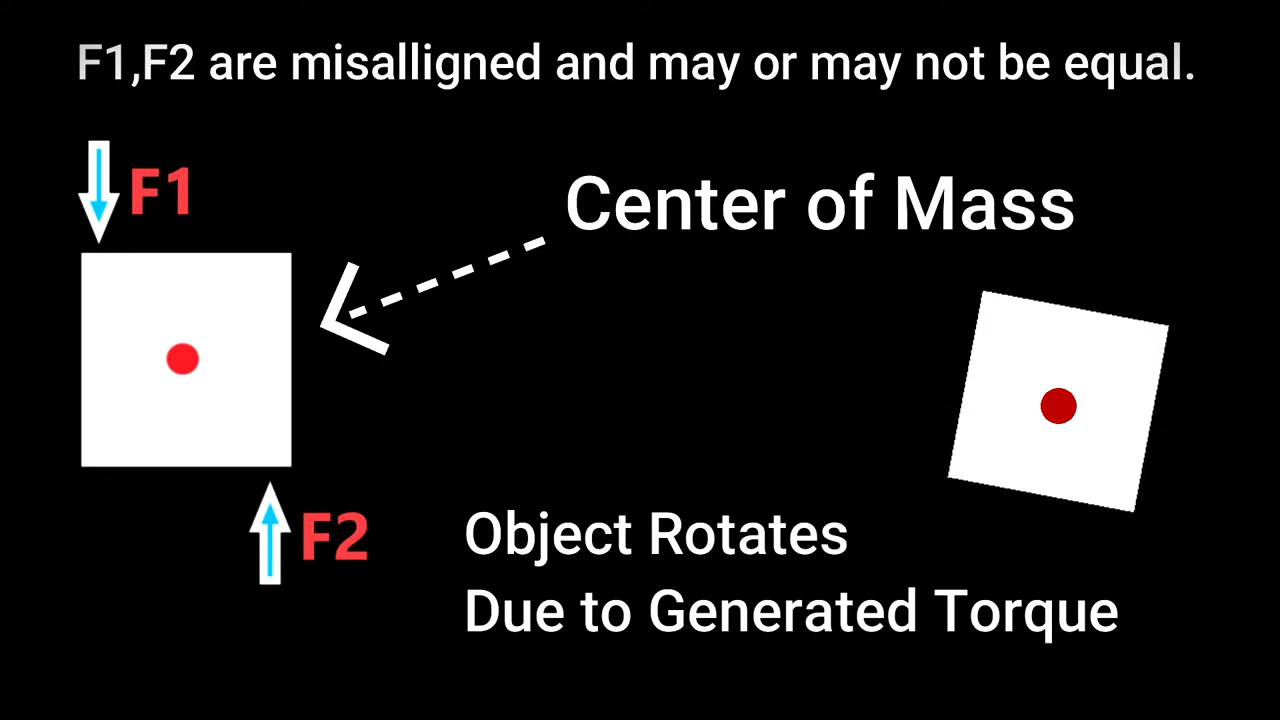 F1,F2 are misalligned and may or may not be equal.
F1
Center of Mass
F2
Object Rotates
Due to Generated Torque